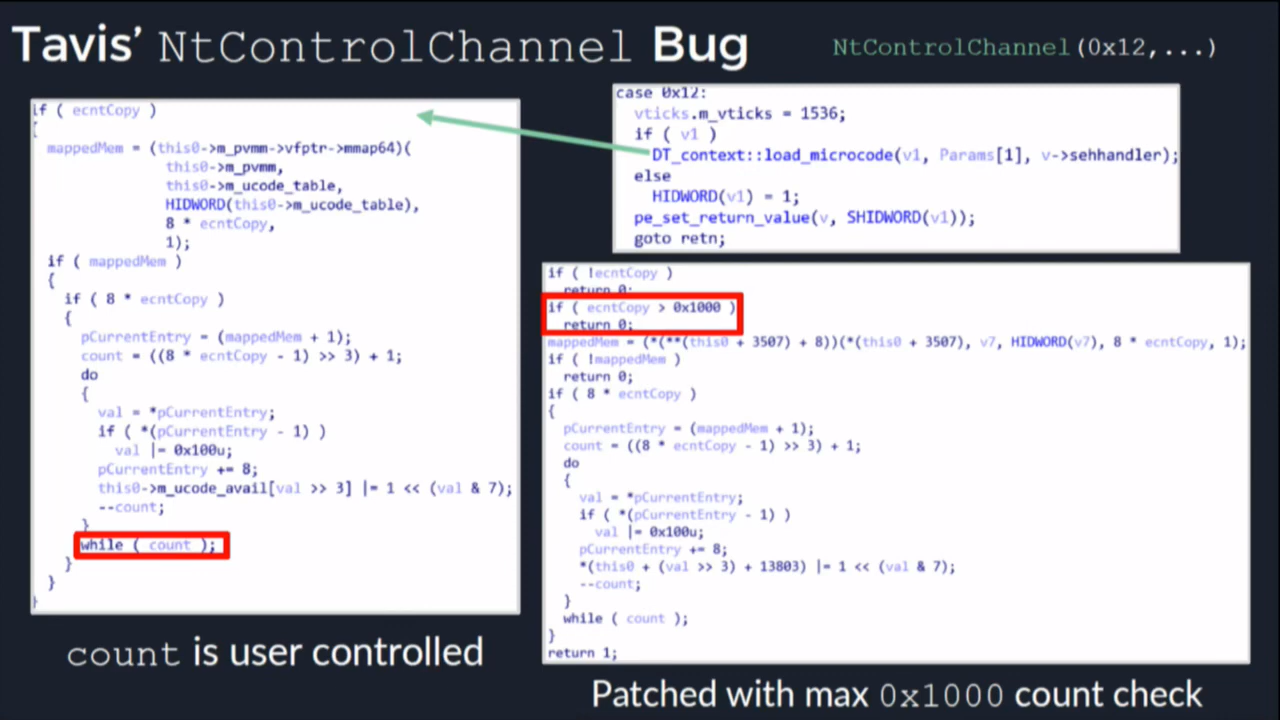 Tavis' NtControlChannel Bug
NtControlChannel(0x12,...)
if ( ecntCopy )
{
mappedMem = (this0->m_pvmm->vfptr->mmap64)(
this0->m_pvmm,
this0->m_ucode_table,
HIDWORD(this0->m_ucode_table),
8 * ecntCopy,
1);
if ( mappedMem )
{
if ( 8 * ecntCopy )
{
pCurrentEntry = (mappedMem + 1);
count = ((8 * ecntCopy - 1) >> 3) + 1;
do
{
val = *pCurrentEntry;
if ( *(pCurrentEntry - 1) )
val |= 0x100u;
pCurrentEntry += 8;
this0->m_ucode_avail[val >> 3] |= 1 << (val & 7);
--count;
}
while ( count );
}
}
}
count is user controlled
case 0x12:
vticks.m_vticks = 1536;
if ( v1 )
DT_context::load_microcode(v1, Params[1], v->sehhandler);
else
HIDWORD(v1) = 1;
pe_set_return_value(v, SHIDWORD(v1));
goto retn;
if ( !ecntCopy )
return 0;
if ( ecntCopy > 0x1000 )
return 0;
mappedMem = (*(**(this0 + 3507) + 8))(*(this0 + 3507), v7, HIDWORD(v7), 8 * ecntCopy, 1);
if ( !mappedMem )
return 0;
if ( 8 * ecntCopy )
{
pCurrentEntry = (mappedMem + 1);
count = ((8 * ecntCopy - 1) >> 3) + 1;
do
{
val = *pCurrentEntry;
if ( *(pCurrentEntry - 1) )
val |= 0x100u;
pCurrentEntry += 8;
*(this0 + (val >> 3) + 13803) |= 1 << (val & 7);
--count;
}
while ( count );
}
return 1;
Patched with max 0x1000 count check